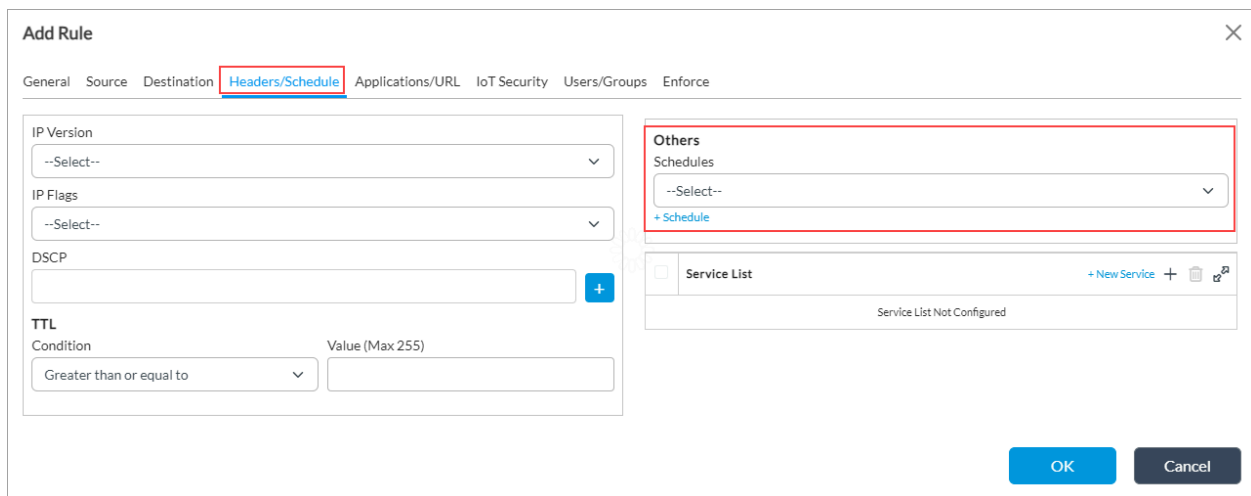 Add Rule
General Source Destination Headers/Schedule Applications/URL IoT Security Users/Groups Enforce
IP Version
--Select--
IP Flags
--Select--
DSCP
+
TTL
Condition Value (Max 255)
Greater than or equal to
Others
Schedules
--Select--
+ Schedule
Service List + New Service +
Service List Not Configured
OK Cancel